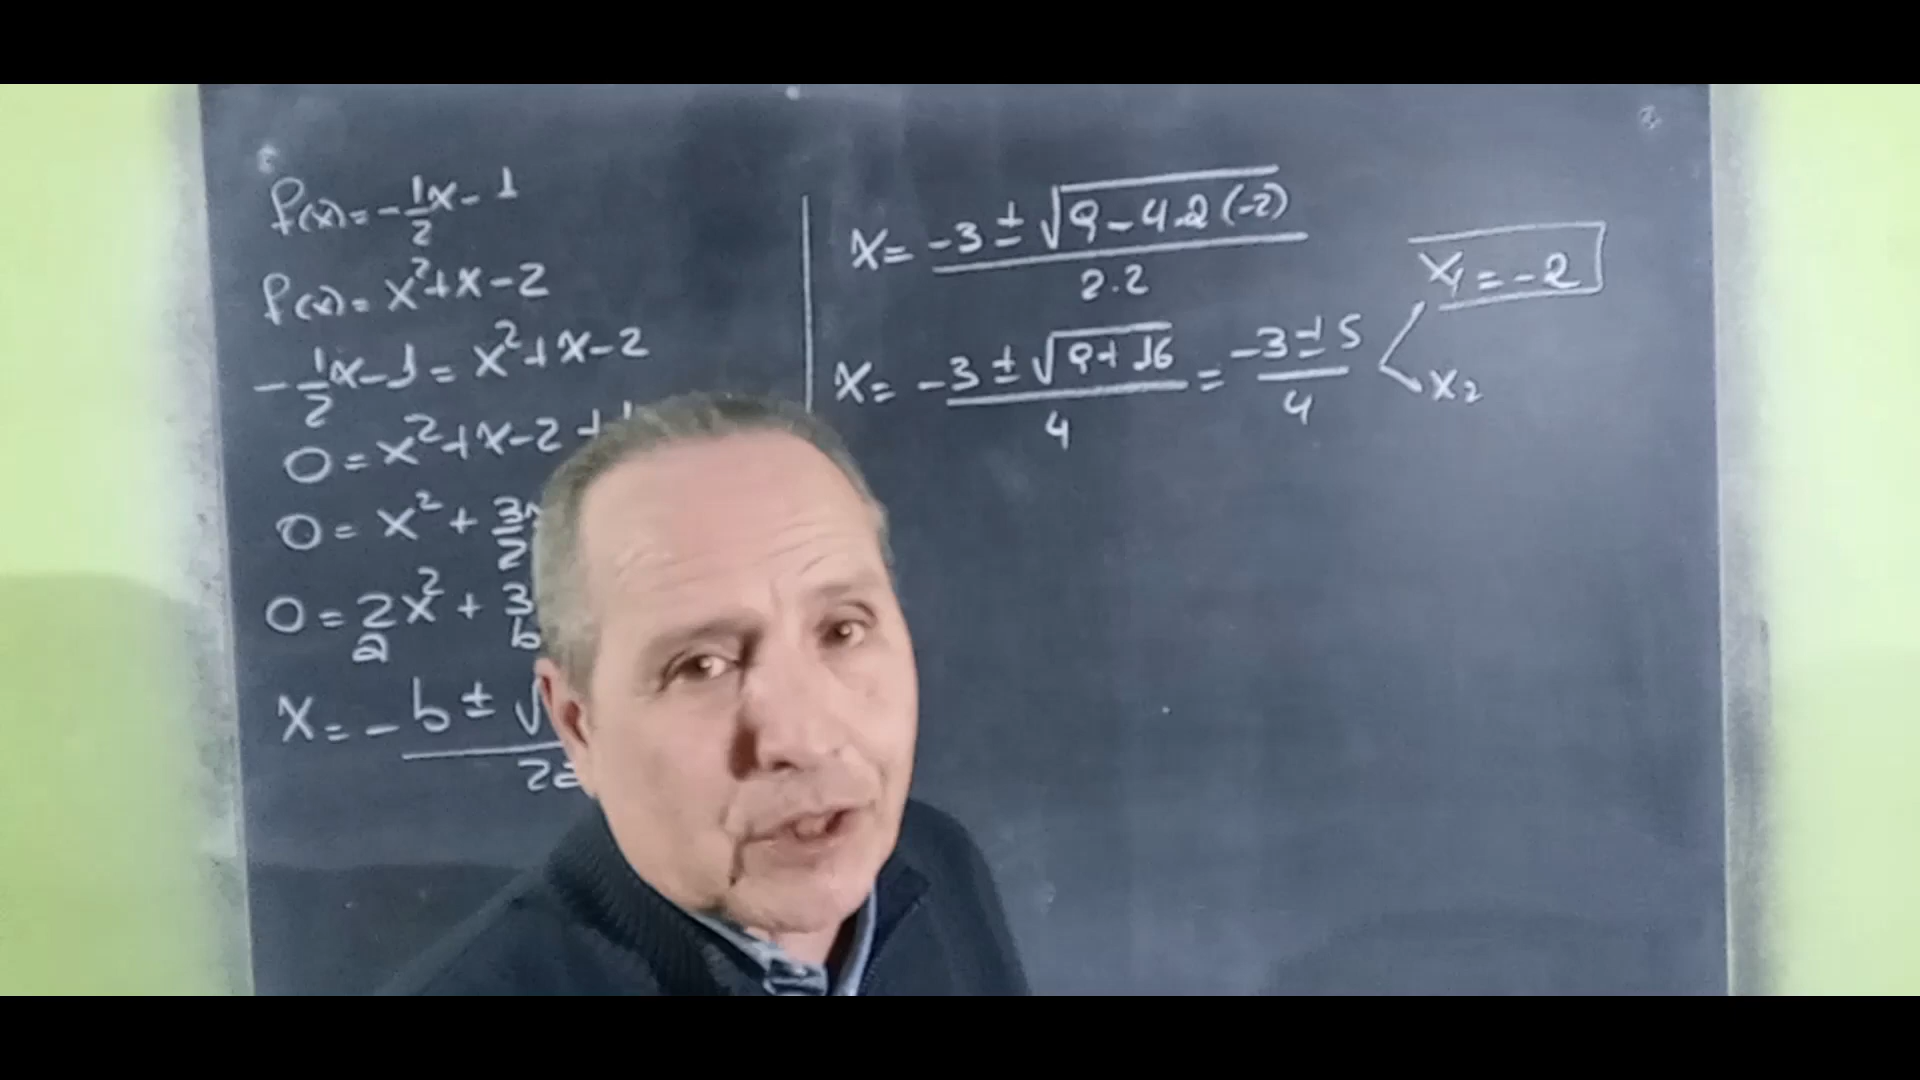 f(x)= -1/2x - 1
f(x)= x²+x-2
-1/2x-1 = x²+x-2
0=x²+x-2+
0= x² + 3/2
0=2x² + 3
a b
x= -b ± √
2a
x= -3 ± √9-4.2(-2)
2.2
x= -3 ± √9+16 = -3±5
4 4
x₁=-2
x₂